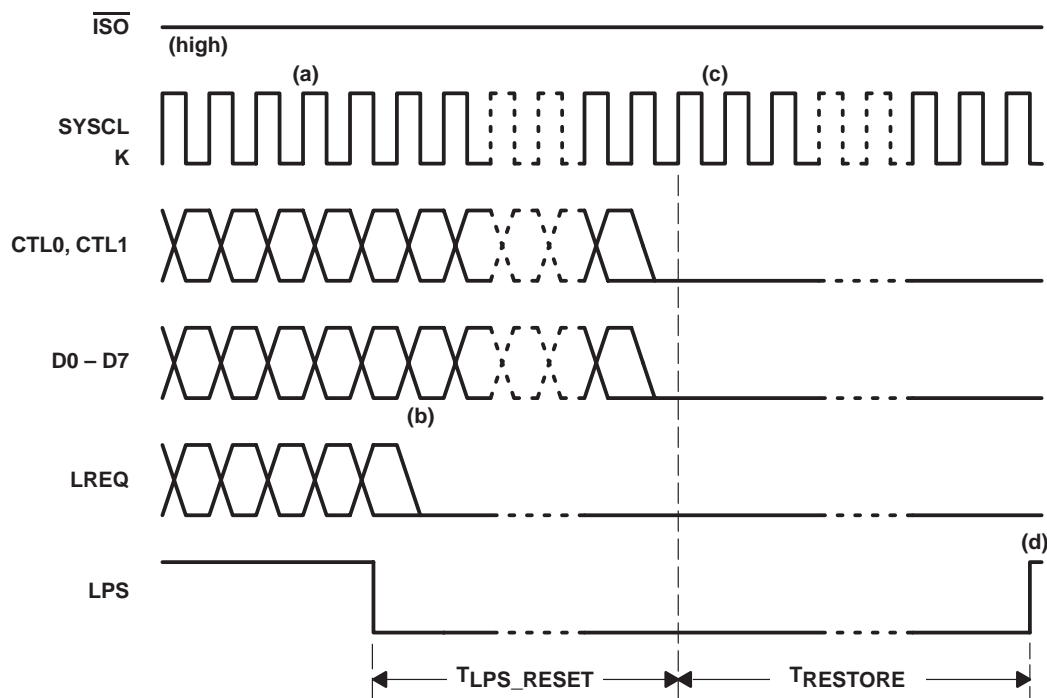 ISO
(high)
(a)
(c)
SYSCL
K
CTL0, CTL1
D0 – D7
(b)
LREQ
(d)
LPS
TLPS_RESET
TRESTORE